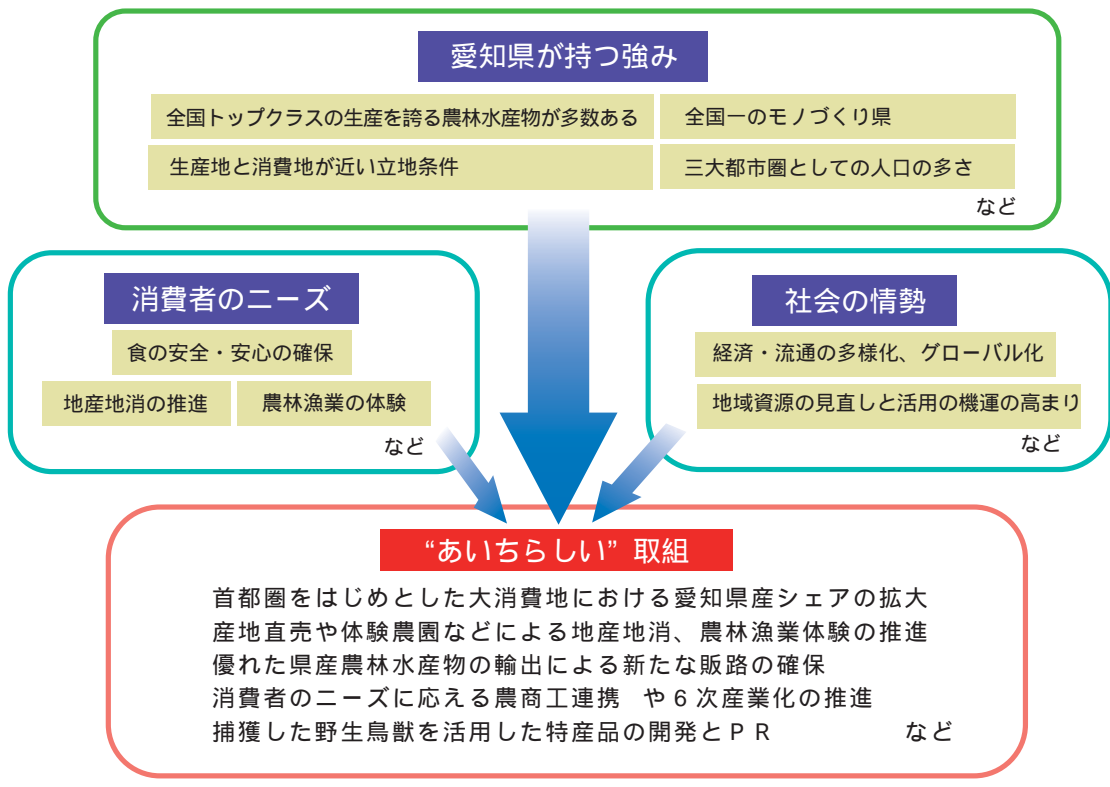 愛知県が持つ強み
全国トップクラスの生産を誇る農林水産物が多数ある
全国一のモノづくり県
生産地と消費地が近い立地条件
三大都市圏としての人口の多さ
など
消費者のニーズ
食の安全・安心の確保
地産地消の推進
農林漁業の体験
など
社会の情勢
経済・流通の多様化、グローバル化
地域資源の見直しと活用の機運の高まり
など
“あいちらしい”取組
首都圏をはじめとした大消費地における愛知県産シェアの拡大
産地直売や体験農園などによる地産地消、農林漁業体験の推進
優れた県産農林水産物の輸出による新たな販路の確保
消費者のニーズに応える農商工連携 や６次産業化の推進
捕獲した野生鳥獣を活用した特産品の開発とＰＲ など